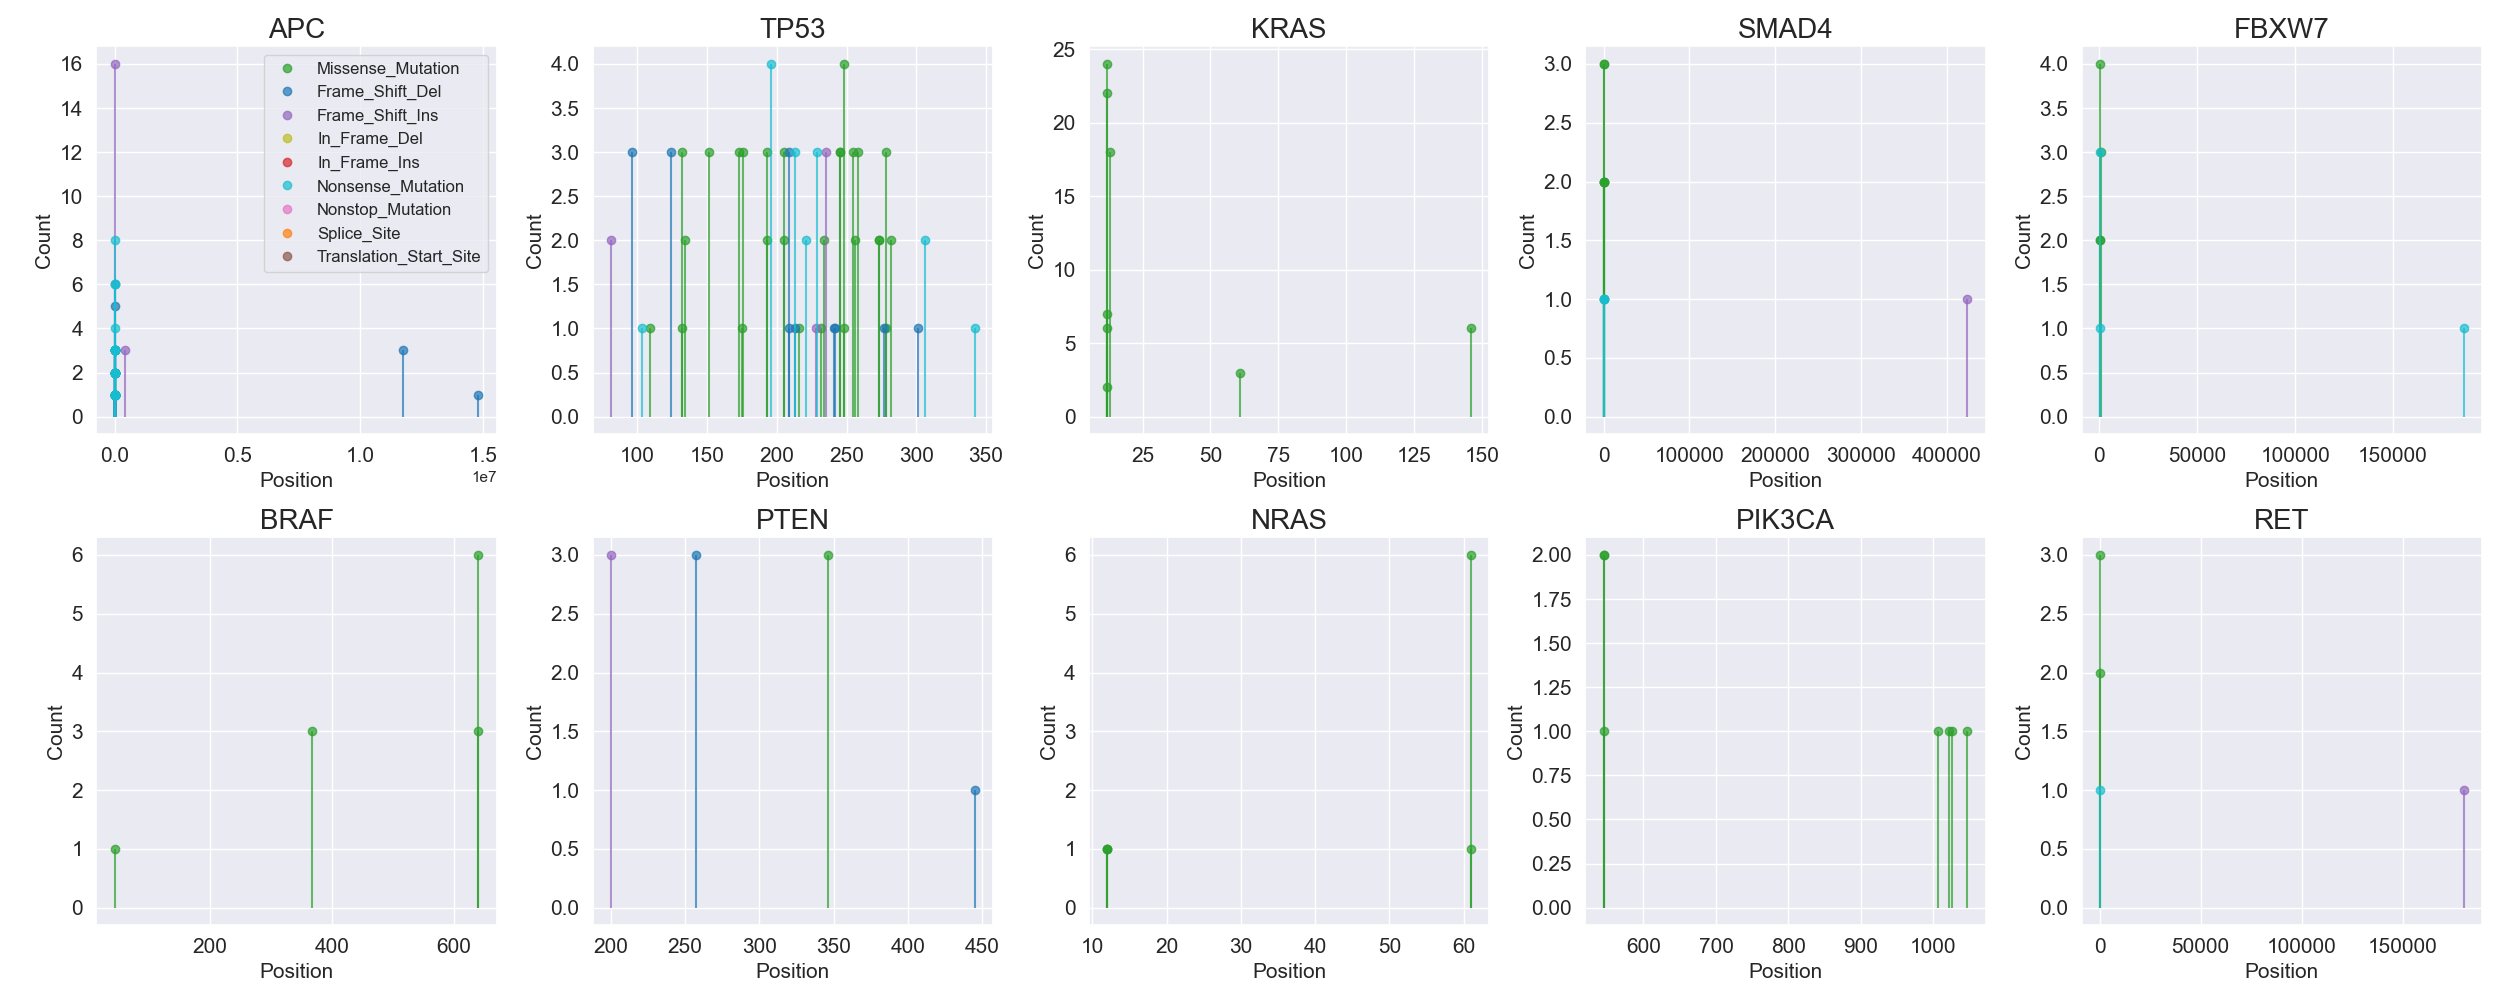 APC
TP53
KRAS
SMAD4
FBXW7
Count
16
14
12
10
8
6
4
2
0
Missense_Mutation
Frame_Shift_Del
Frame_Shift_Ins
In_Frame_Del
In_Frame_Ins
Nonsense_Mutation
Nonstop_Mutation
Splice_Site
Translation_Start_Site
0.0 0.5 1.0 1.5
1e7
Position
Count
4.0
3.5
3.0
2.5
2.0
1.5
1.0
0.5
0.0
100 150 200 250 300 350
Position
Count
25
20
15
10
5
0
25 50 75 100 125 150
Position
Count
3.0
2.5
2.0
1.5
1.0
0.5
0.0
0 100000 200000 300000 400000
Position
Count
4.0
3.5
3.0
2.5
2.0
1.5
1.0
0.5
0.0
0 50000 100000 150000
Position
BRAF
PTEN
NRAS
PIK3CA
RET
Count
6
5
4
3
2
1
0
200 400 600
Position
Count
3.0
2.5
2.0
1.5
1.0
0.5
0.0
200 250 300 350 400 450
Position
Count
6
5
4
3
2
1
0
10 20 30 40 50 60
Position
Count
2.00
1.75
1.50
1.25
1.00
0.75
0.50
0.25
0.00
600 700 800 900 1000
Position
Count
3.0
2.5
2.0
1.5
1.0
0.5
0.0
0 50000 100000 150000
Position